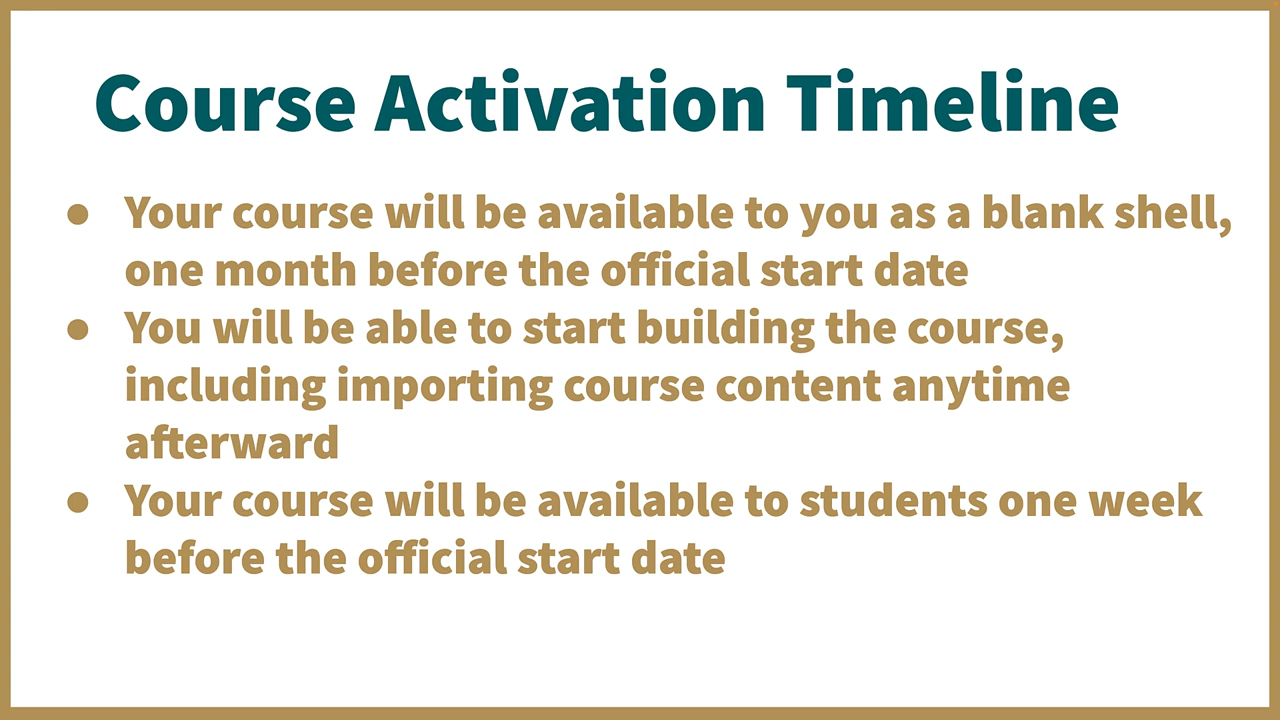 Course Activation Timeline
● Your course will be available to you as a blank shell,
one month before the official start date
● You will be able to start building the course,
including importing course content anytime
afterward
● Your course will be available to students one week
before the official start date